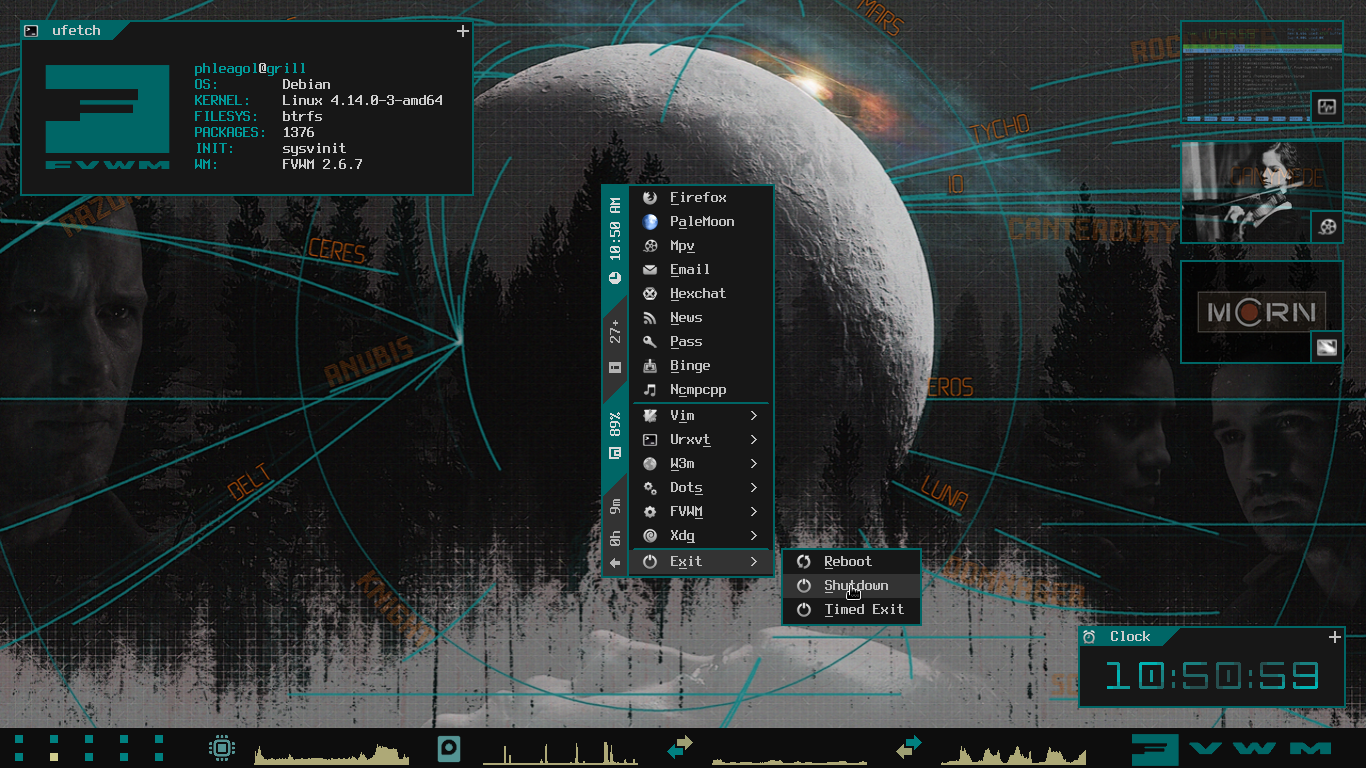 ufetch
phleagol@grill
OS: Debian
KERNEL: Linux 4.14.0-3-amd64
FILESYS: btrfs
PACKAGES: 1376
INIT: sysvinit
WM: FVWM 2.6.7
FVWM
MARS
TYCHO
IO
CANTERBURY
CERES
ANUBIS
EROS
DELT
LUNA
KNIGHT
10:50 AM
27+
89%
0h 9m
Firefox
PaleMoon
Mpv
Email
Hexchat
News
Pass
Binge
Ncmpcpp
Vim
Urxvt
W3m
Dots
FVWM
Xdg
Exit
Reboot
Shutdown
Timed Exit
MCRN
Clock
10:50:59
FVWM